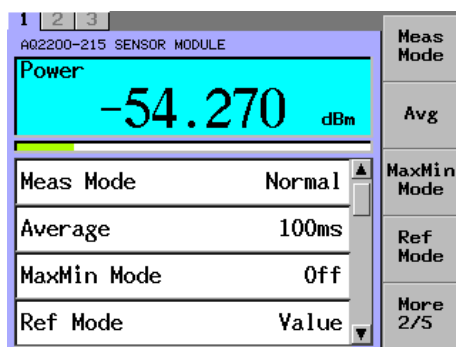 1 2 3
AQ2200-215 SENSOR MODULE
Power
-54.270 dBm
Meas Mode Normal
Average 100ms
MaxMin Mode Off
Ref Mode Value
Meas
Mode
Avg
MaxMin
Mode
Ref
Mode
More
2/5